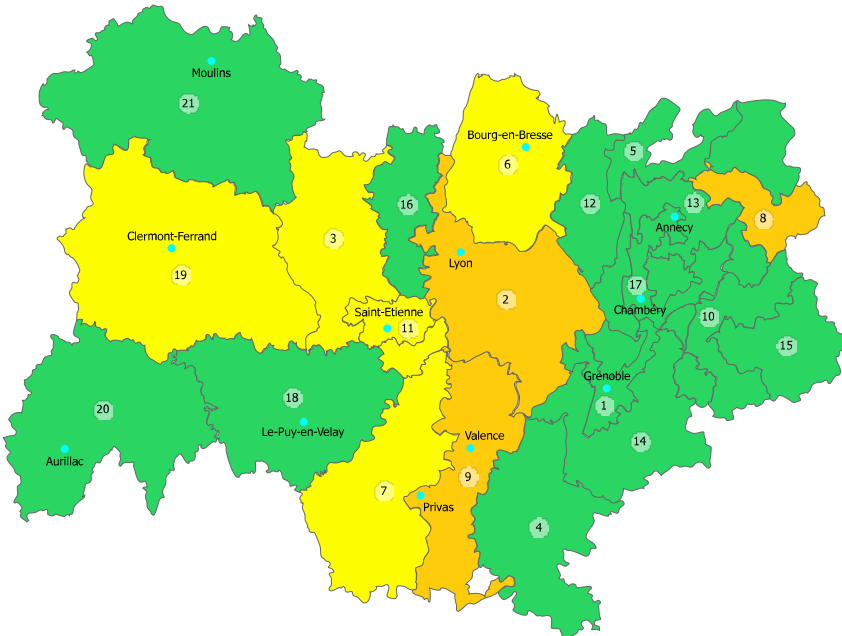 Moulins
21
Bourg-en-Bresse
6
5
12
16
13
8
Annecy
Clermont-Ferrand
3
19
Lyon
2
17
Chambéry
10
15
Saint-Etienne
11
Grenoble
1
18
20
Le-Puy-en-Velay
Valence
14
Aurillac
9
7
Privas
4